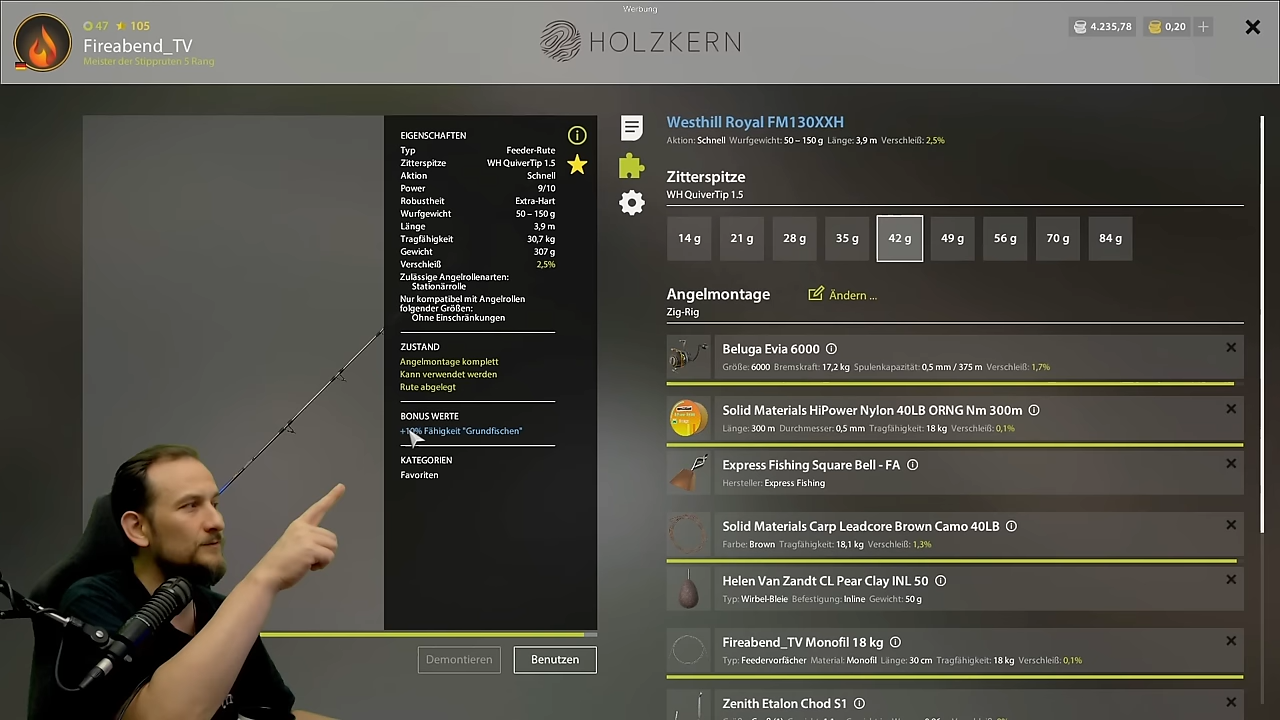 Werbung
47 105
Fireabend_TV
Meister der Stippruten 5 Rang
HOLZKERN
4.235,78
0,20
EIGENSCHAFTEN
Typ Feeder-Rute
Zitterspitze WH QuiverTip 1.5
Aktion Schnell
Power 9/10
Robustheit Extra-Hart
Wurfgewicht 50 – 150 g
Länge 3,9 m
Tragfähigkeit 30,7 kg
Gewicht 307 g
Verschleiß 2,5%
Zulässige Angelrollenarten:
Stationärrolle
Nur kompatibel mit Angelrollen
folgender Größen:
Ohne Einschränkungen
ZUSTAND
Angelmontage komplett
Kann verwendet werden
Rute abgelegt
BONUS WERTE
Fähigkeit "Grundfischen"
KATEGORIEN
Favoriten
Demontieren
Benutzen
Westhill Royal FM130XXH
Aktion: Schnell Wurfgewicht: 50 – 150 g Länge: 3,9 m Verschleiß: 2,5%
Zitterspitze
WH QuiverTip 1.5
14 g 21 g 28 g 35 g 42 g 49 g 56 g 70 g 84 g
Angelmontage Ändern ...
Zig-Rig
Beluga Evia 6000
Größe: 6000 Bremskraft: 17,2 kg Spulenkapazität: 0,5 mm / 375 m Verschleiß: 1,7%
Solid Materials HiPower Nylon 40LB ORNG Nm 300m
Länge: 300 m Durchmesser: 0,5 mm Tragfähigkeit: 18 kg Verschleiß: 0,1%
Express Fishing Square Bell - FA
Hersteller: Express Fishing
Solid Materials Carp Leadcore Brown Camo 40LB
Farbe: Brown Tragfähigkeit: 18,1 kg Verschleiß: 1,3%
Helen Van Zandt CL Pear Clay INL 50
Typ: Wirbel-Bleie Befestigung: Inline Gewicht: 50 g
Fireabend_TV Monofil 18 kg
Typ: Feedervorfächer Material: Monofil Länge: 30 cm Tragfähigkeit: 18 kg Verschleiß: 0,1%
Zenith Etalon Chod S1